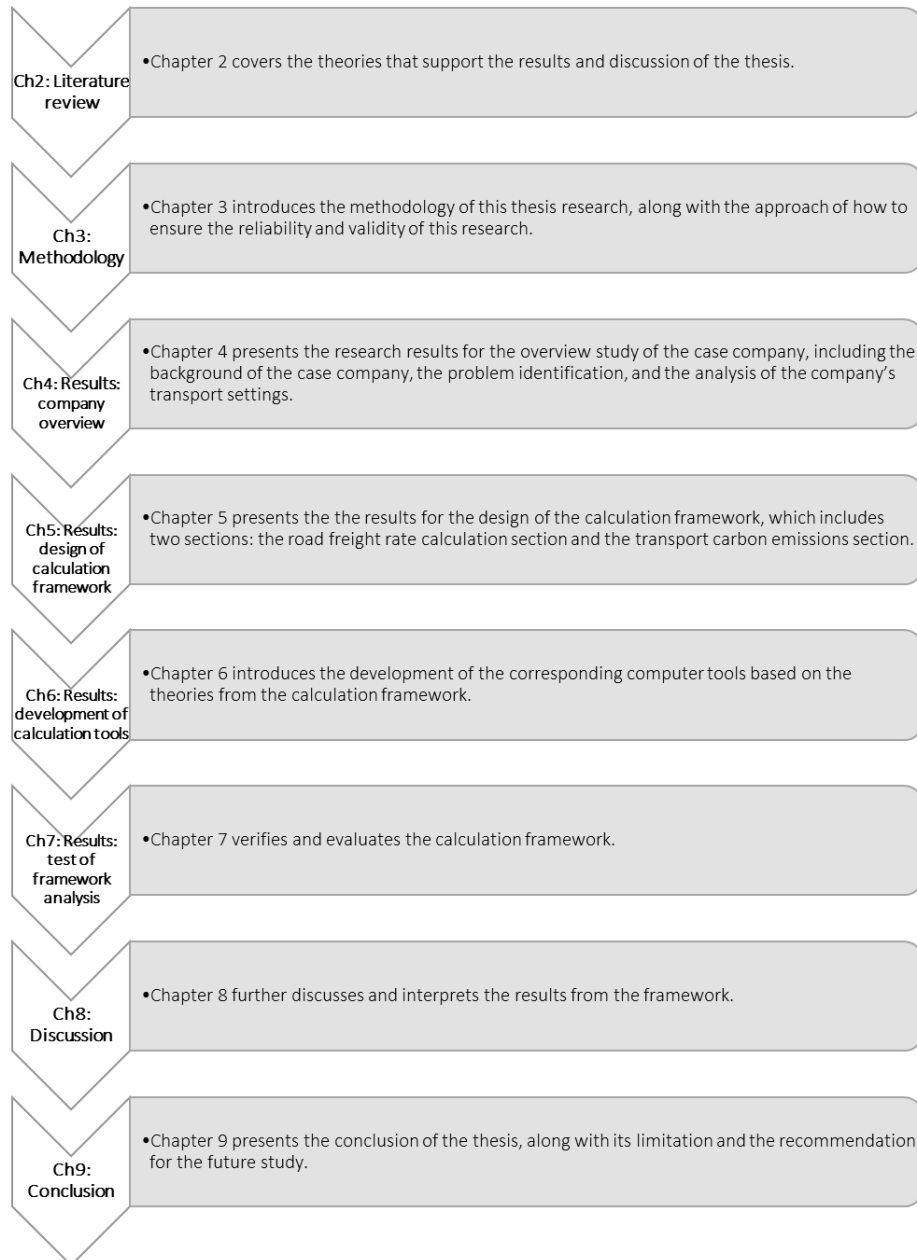 Ch2: Literature
review
•Chapter 2 covers the theories that support the results and discussion of the thesis.
Ch3:
Methodology
•Chapter 3 introduces the methodology of this thesis research, along with the approach of how to
ensure the reliability and validity of this research.
Ch4: Results:
company
overview
•Chapter 4 presents the research results for the overview study of the case company, including the
background of the case company, the problem identification, and the analysis of the company's
transport settings.
Ch5: Results:
design of
calculation
framework
•Chapter 5 presents the the results for the design of the calculation framework, which includes
two sections: the road freight rate calculation section and the transport carbon emissions section.
Ch6: Results:
development of
calculation tools
•Chapter 6 introduces the development of the corresponding computer tools based on the
theories from the calculation framework.
Ch7: Results:
test of
framework
analysis
•Chapter 7 verifies and evaluates the calculation framework.
Ch8:
Discussion
•Chapter 8 further discusses and interprets the results from the framework.
Ch9:
Conclusion
•Chapter 9 presents the conclusion of the thesis, along with its limitation and the recommendation
for the future study.